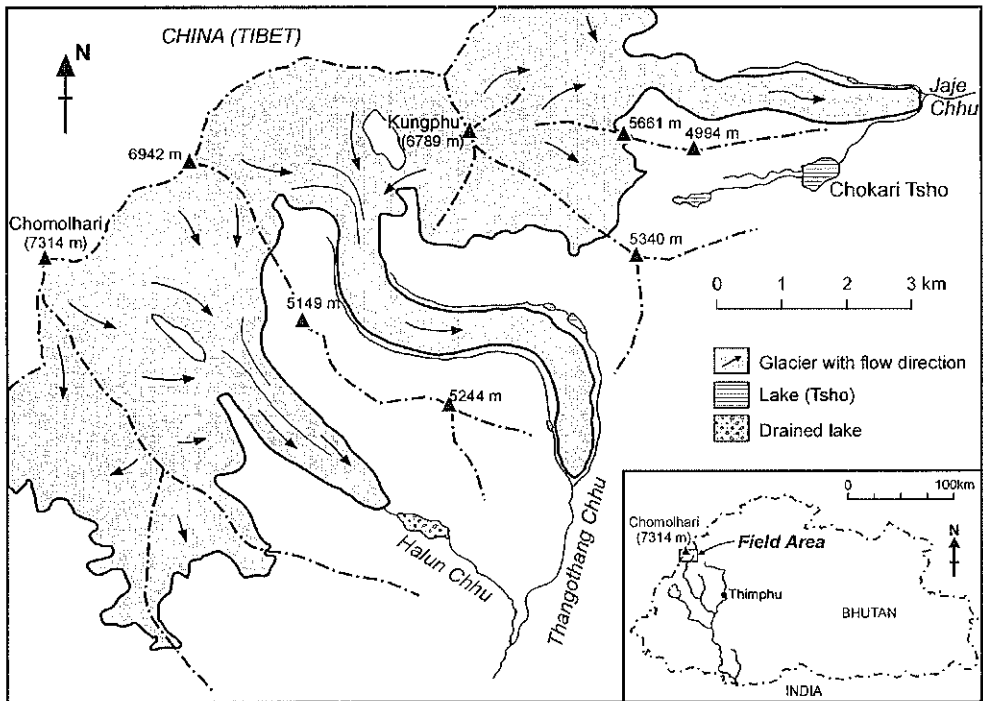 CHINA (TIBET)
N
Jaje
Chhu
Kungphu
(6789 m)
5661 m
4994 m
6942 m
Chokari Tsho
Chomolhari
(7314 m)
5340 m
5149 m
0 1 2 3 km
Glacier with flow direction
Lake (Tsho)
Drained lake
5244 m
Halun Chhu
Thangothang Chhu
0 100km
Chomolhari
(7314 m)
Field Area
N
Thimphu
BHUTAN
INDIA